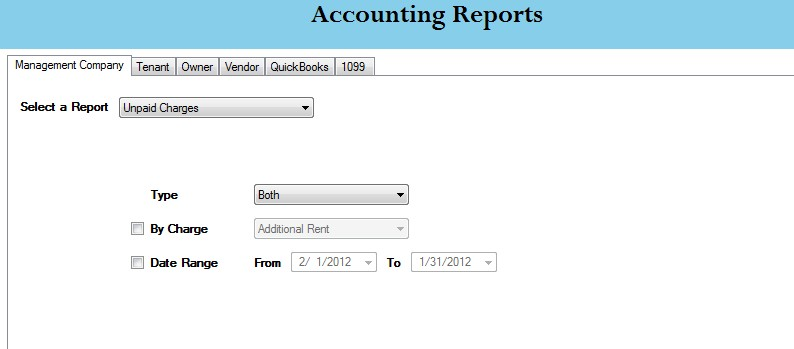 Accounting Reports
Management Company Tenant Owner Vendor QuickBooks 1099
Select a Report Unpaid Charges
Type Both
By Charge Additional Rent
Date Range From 2/ 1/2012 To 1/31/2012